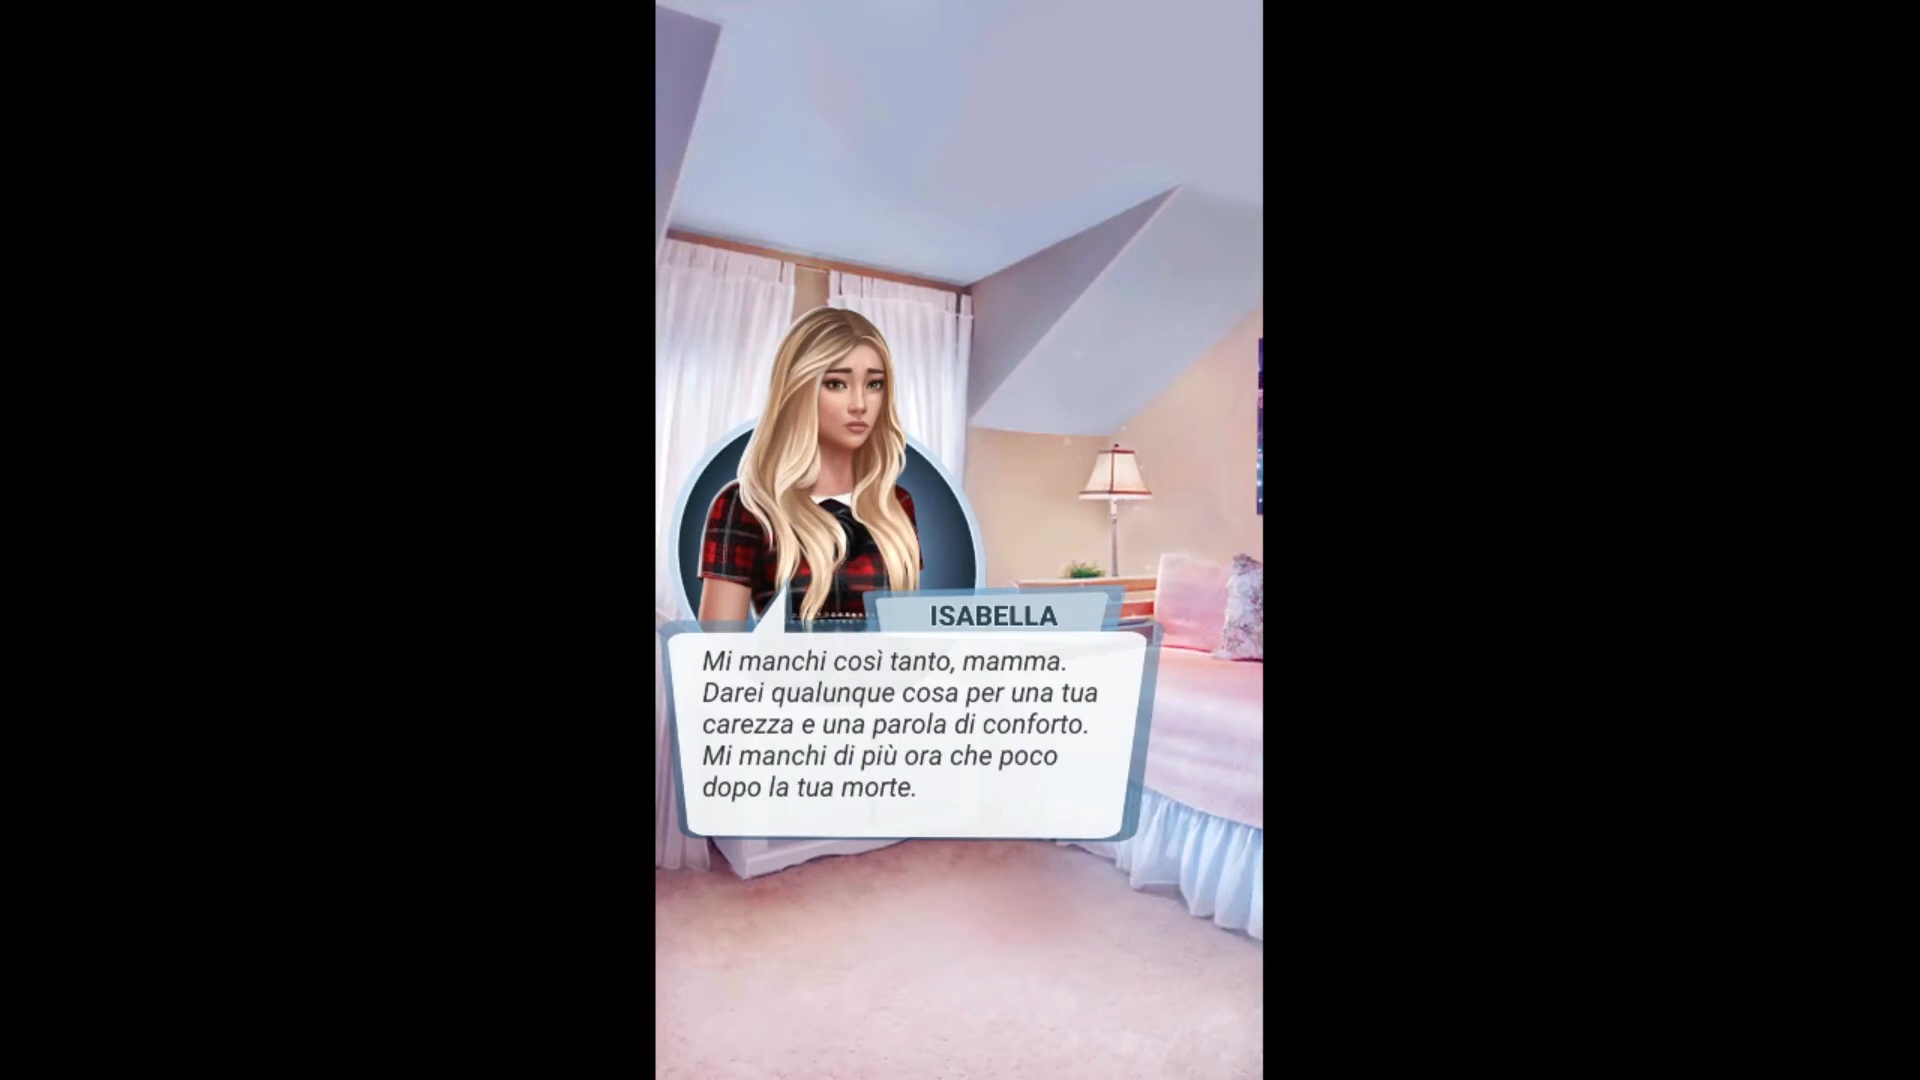 ISABELLA
Mi manchi così tanto, mamma.
Darei qualunque cosa per una tua
carezza e una parola di conforto.
Mi manchi di più ora che poco
dopo la tua morte.